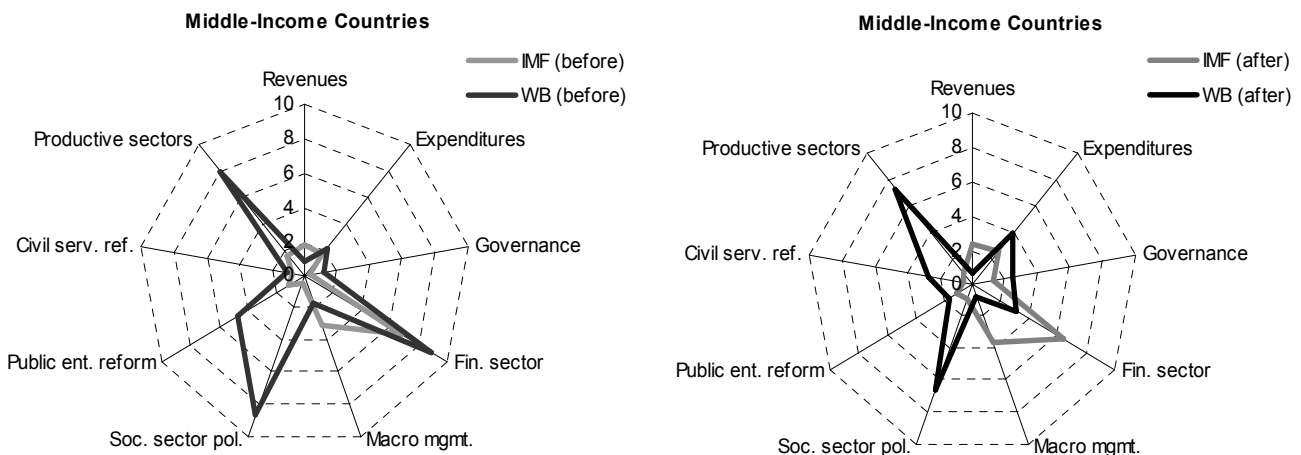 Middle-Income Countries
IMF (before)
WB (before)
Revenues
10
8
6
4
2
0
Expenditures
Governance
Fin. sector
Macro mgmt.
Soc. sector pol.
Public ent. reform
Civil serv. ref.
Productive sectors
Middle-Income Countries
IMF (after)
WB (after)
Revenues
10
8
6
4
2
0
Expenditures
Governance
Fin. sector
Macro mgmt.
Soc. sector pol.
Public ent. reform
Civil serv. ref.
Productive sectors